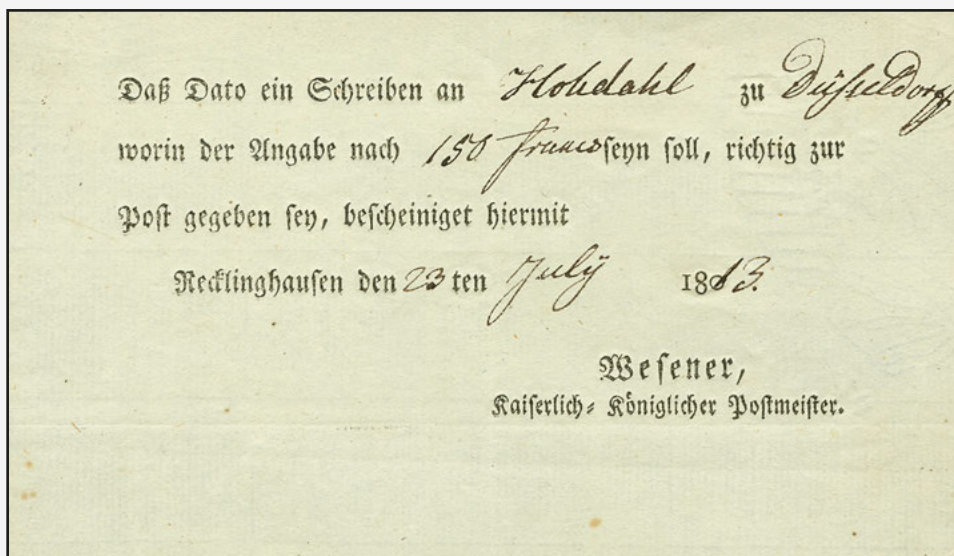 Daß Dato ein Schreiben an Hohdahl zu Düsseldorf
worin der Angabe nach 150 francs seyn soll, richtig zur
Post gegeben sey, bescheiniget hiermit
Recklinghausen den 23 ten July 1813.
Wesener,
Kaiserlich-Königlicher Postmeister.